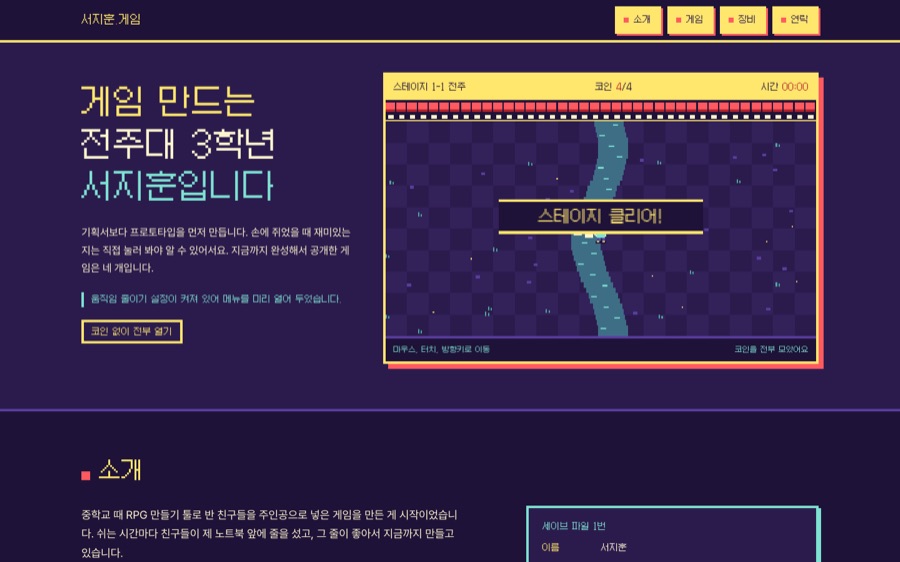 서지훈 게임
소개
게임
장비
연락
게임 만드는
전주대 3학년
서지훈입니다
기획서보다 프로토타입을 먼저 만듭니다. 손에 쥐었을 때 재미있는
지는 직접 눌러 봐야 알 수 있어서요. 지금까지 완성해서 공개한 게
임은 네 개입니다.
움직임 줄이기 설정이 켜져 있어 메뉴를 미리 열어 두었습니다.
코인 없이 전부 열기
스테이지 1-1 전주
코인 4/4
시간 00:00
스테이지 클리어!
마우스, 터치, 방향키로 이동
코인을 전부 모았어요
소개
중학교 때 RPG 만들기 툴로 반 친구들을 주인공으로 넣은 게임을 만든 게 시작이었습니
다. 쉬는 시간마다 친구들이 제 노트북 앞에 줄을 섰고, 그 줄이 좋아서 지금까지 만들고
있습니다.
세이브 파일 1번
이름 서지훈